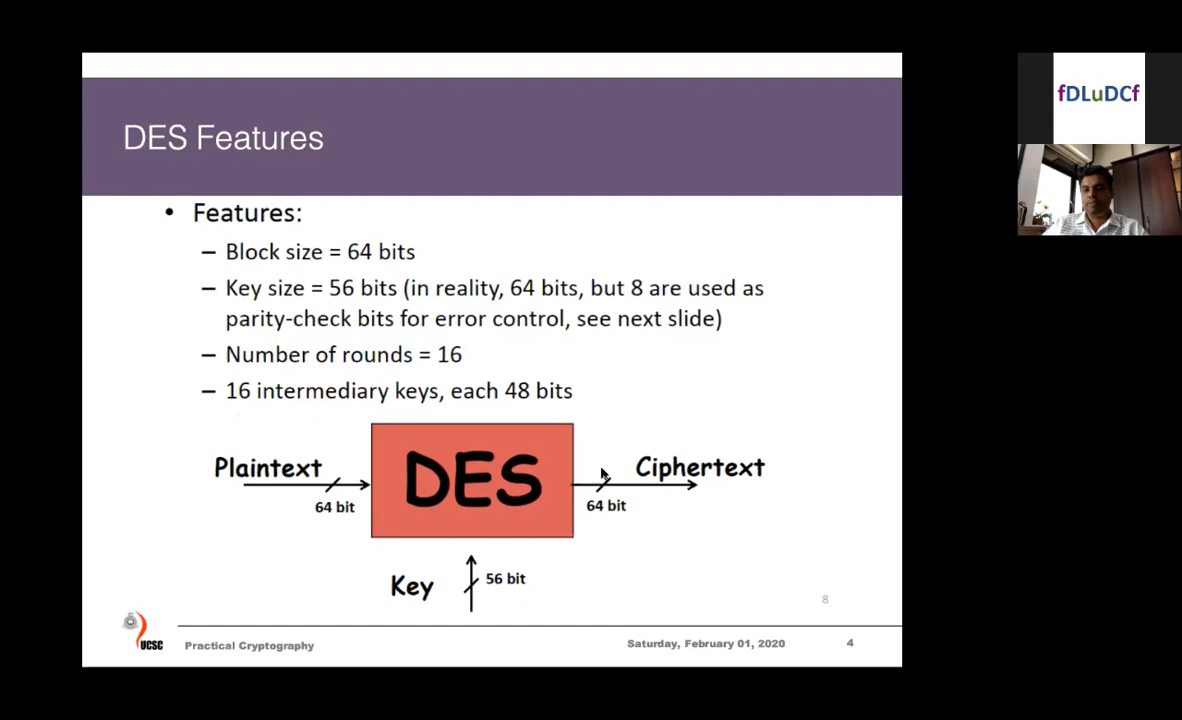 DES Features
• Features:
– Block size = 64 bits
– Key size = 56 bits (in reality, 64 bits, but 8 are used as
parity-check bits for error control, see next slide)
– Number of rounds = 16
– 16 intermediary keys, each 48 bits
Plaintext
64 bit
DES
Ciphertext
64 bit
Key
56 bit
8
UCSC
Practical Cryptography
Saturday, February 01, 2020
4
fDLuDCf